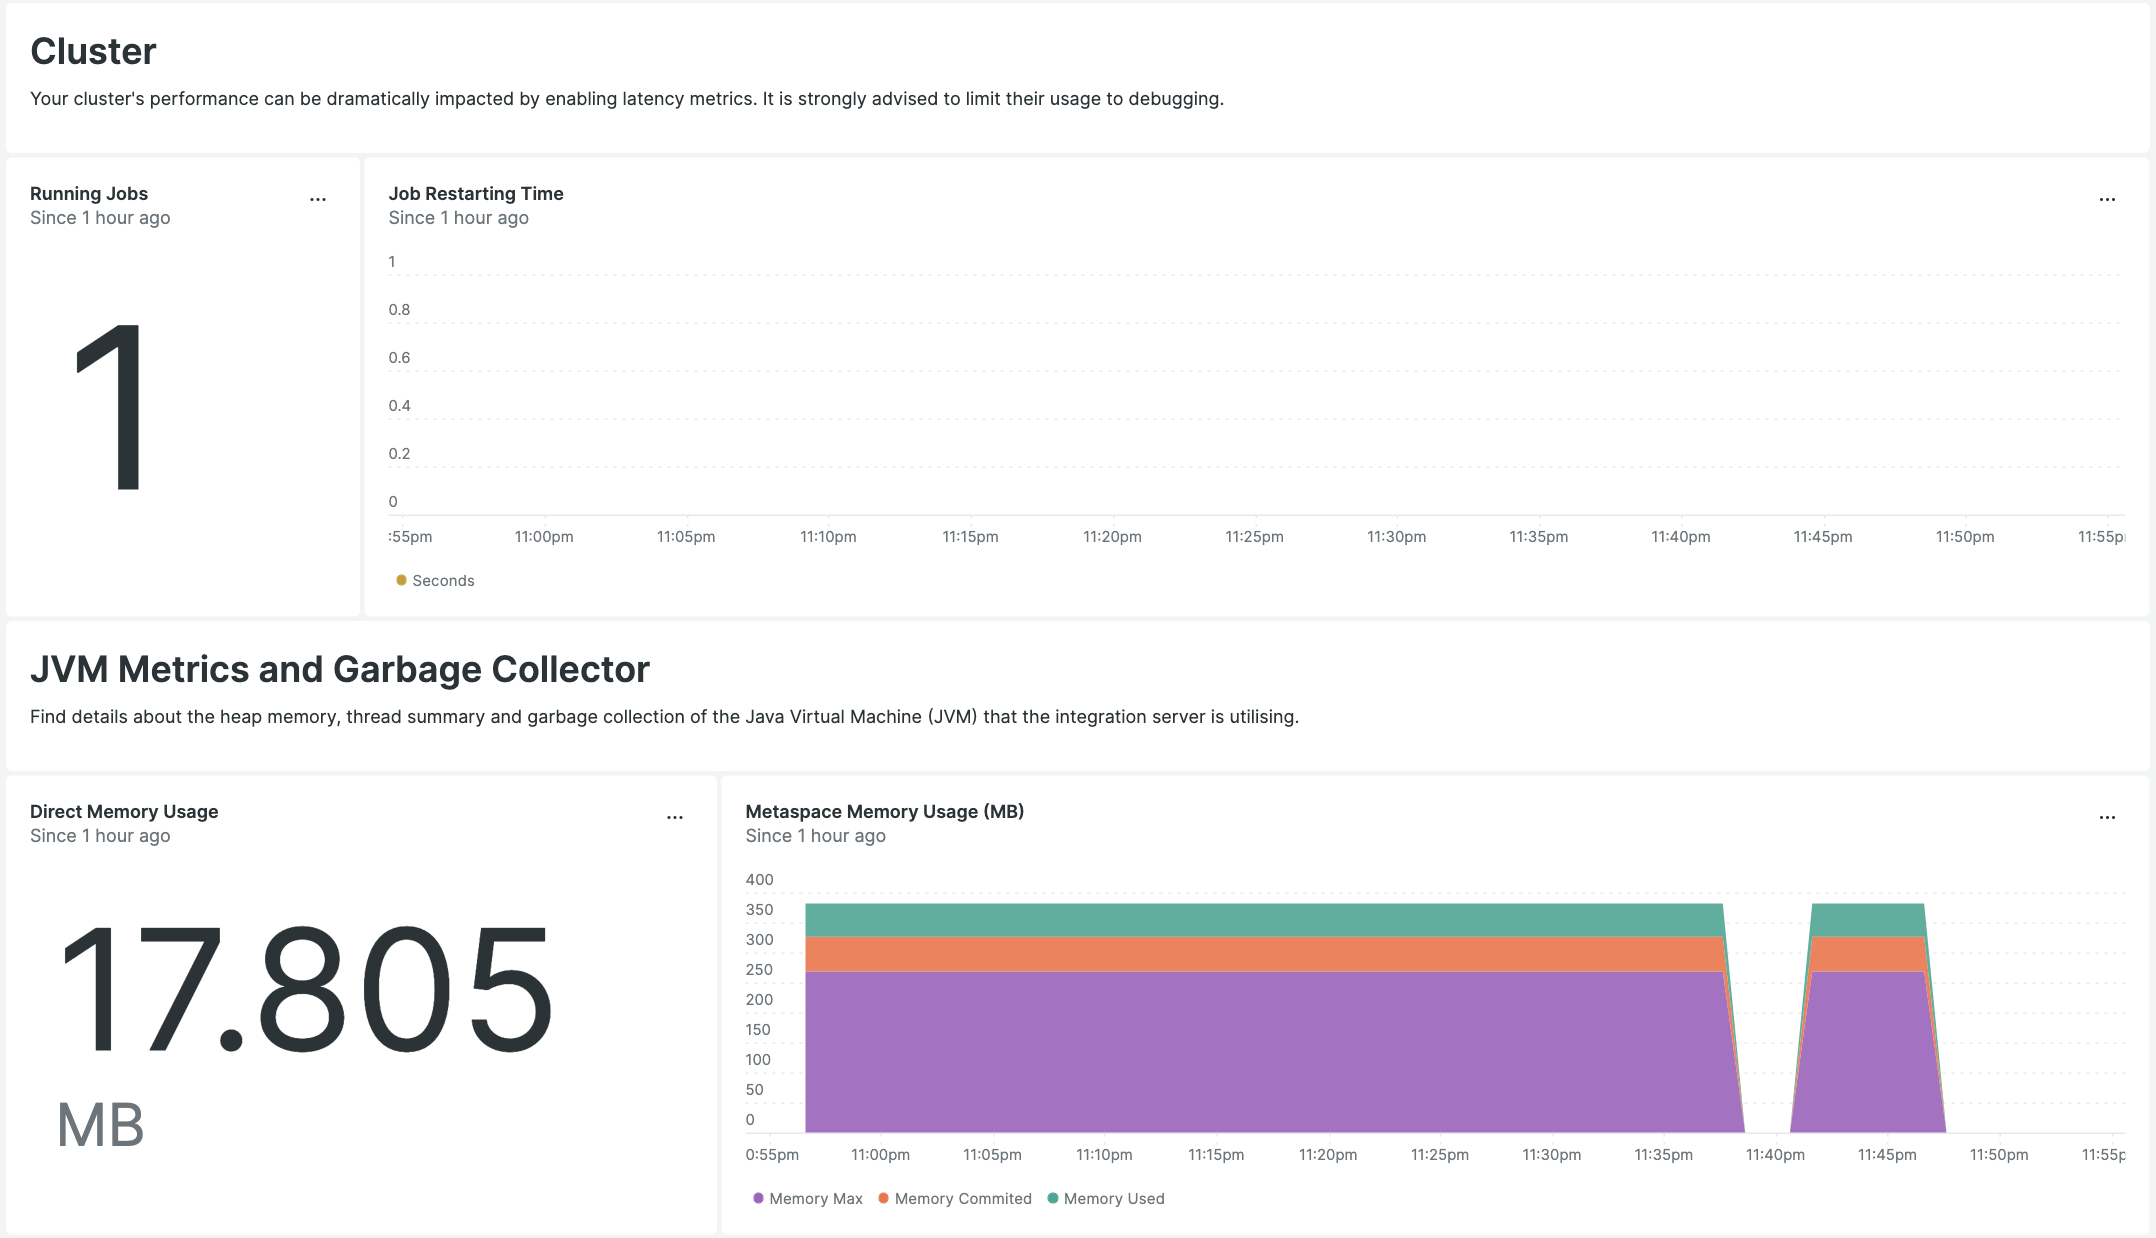 Cluster
Your cluster's performance can be dramatically impacted by enabling latency metrics. It is strongly advised to limit their usage to debugging.
Running Jobs
Since 1 hour ago
...
1
Job Restarting Time
Since 1 hour ago
...
1
0.8
0.6
0.4
0.2
0
:55pm 11:00pm 11:05pm 11:10pm 11:15pm 11:20pm 11:25pm 11:30pm 11:35pm 11:40pm 11:45pm 11:50pm 11:55p
Seconds
JVM Metrics and Garbage Collector
Find details about the heap memory, thread summary and garbage collection of the Java Virtual Machine (JVM) that the integration server is utilising.
Direct Memory Usage
Since 1 hour ago
...
17.805
MB
Metaspace Memory Usage (MB)
Since 1 hour ago
...
400
350
300
250
200
150
100
50
0
0:55pm 11:00pm 11:05pm 11:10pm 11:15pm 11:20pm 11:25pm 11:30pm 11:35pm 11:40pm 11:45pm 11:50pm 11:55p
Memory Max Memory Commited Memory Used